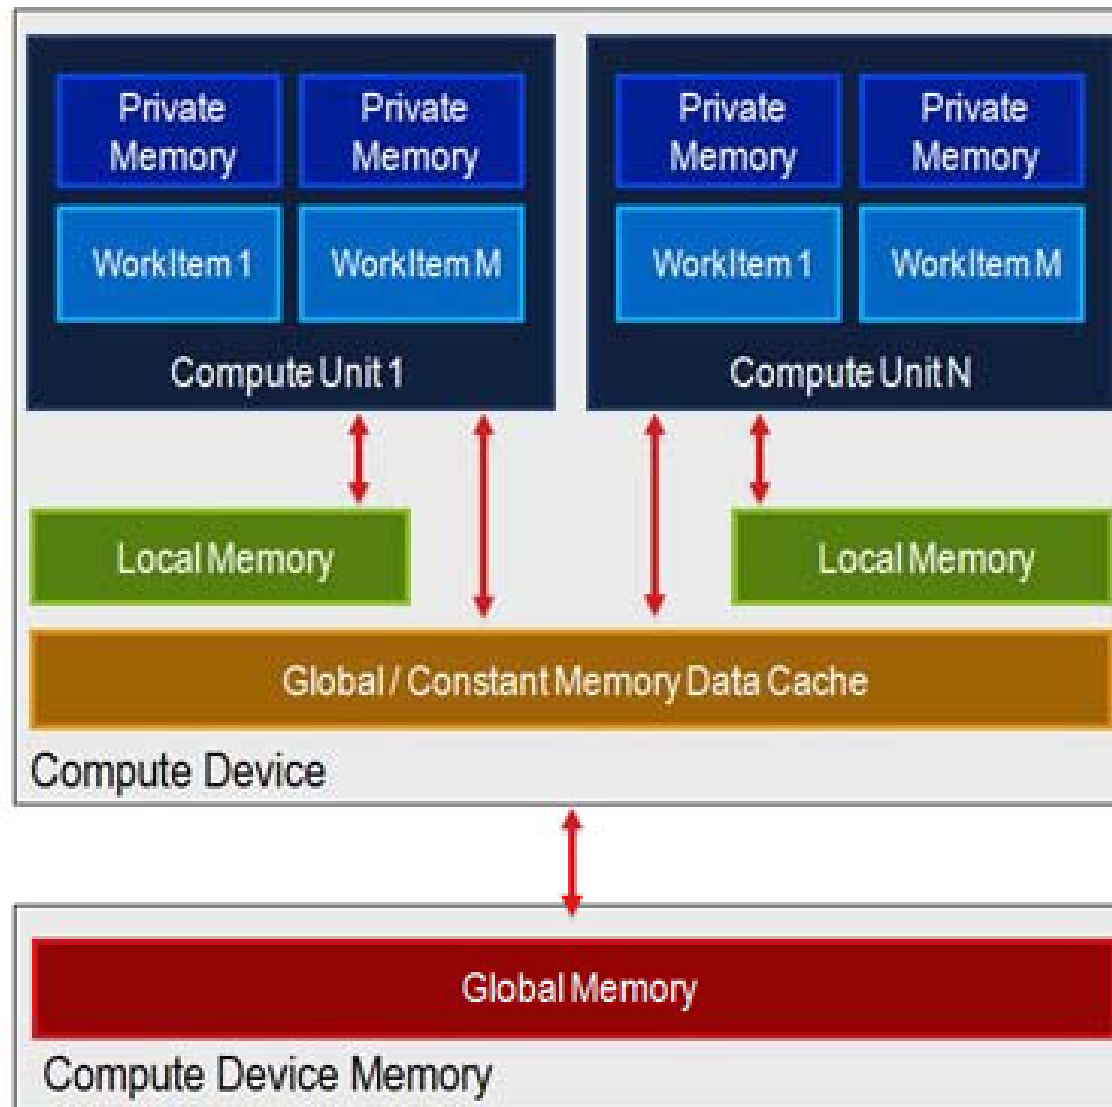 Private Private Private Private
Memory Memory Memory Memory
WorkItem 1 WorkItem M WorkItem 1 WorkItem M
Compute Unit 1 Compute Unit N
Local Memory Local Memory
Global / Constant Memory Data Cache
Compute Device
Global Memory
Compute Device Memory